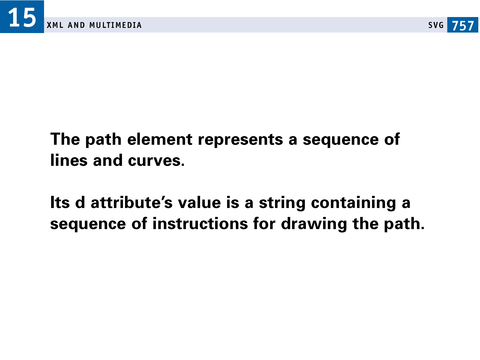 15
XML AND MULTIMEDIA
SVG 757
The path element represents a sequence of
lines and curves.
Its d attribute’s value is a string containing a
sequence of instructions for drawing the path.